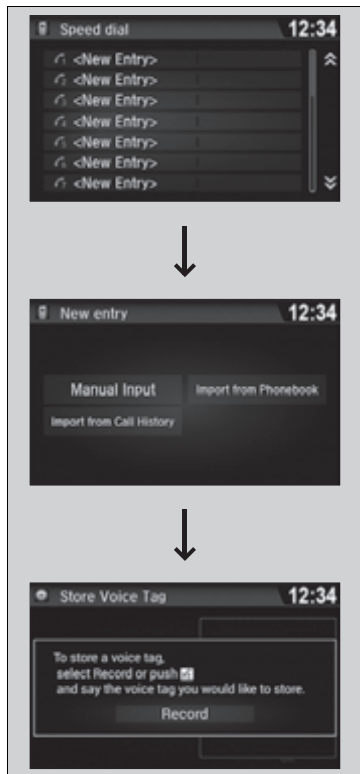 Speed dial 12:34
<New Entry>
<New Entry>
<New Entry>
<New Entry>
<New Entry>
<New Entry>
<New Entry>
New entry 12:34
Manual Input Import from Phonebook
Import from Call History
Store Voice Tag 12:34
To store a voice tag,
select Record or push
and say the voice tag you would like to store.
Record